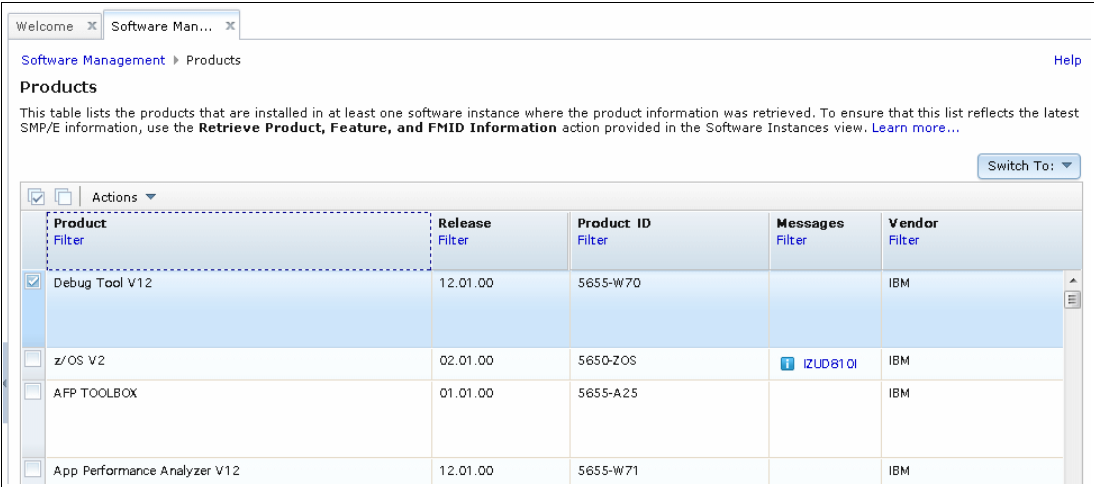 Welcome Software Man...
Software Management Products Help
Products
This table lists the products that are installed in at least one software instance where the product information was retrieved. To ensure that this list reflects the latest
SMP/E information, use the Retrieve Product, Feature, and FMID Information action provided in the Software Instances view. Learn more...
Switch To:
Actions
Product Release Product ID Messages Vendor
Filter Filter Filter Filter Filter
Debug Tool V12 12.01.00 5655-W70 IBM
z/OS V2 02.01.00 5650-ZOS IZUD810I IBM
AFP TOOLBOX 01.01.00 5655-A25 IBM
App Performance Analyzer V12 12.01.00 5655-W71 IBM